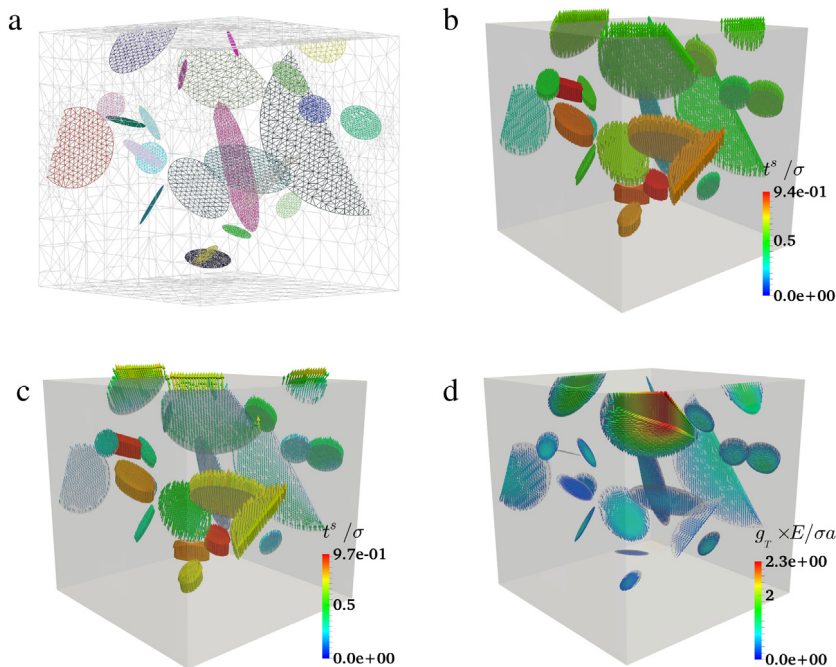 a
b
t^s /σ
9.4e-01
0.5
0.0e+00
c
t^s /σ
9.7e-01
0.5
0.0e+00
d
g_T ×E/σa
2.3e+00
2
0.0e+00